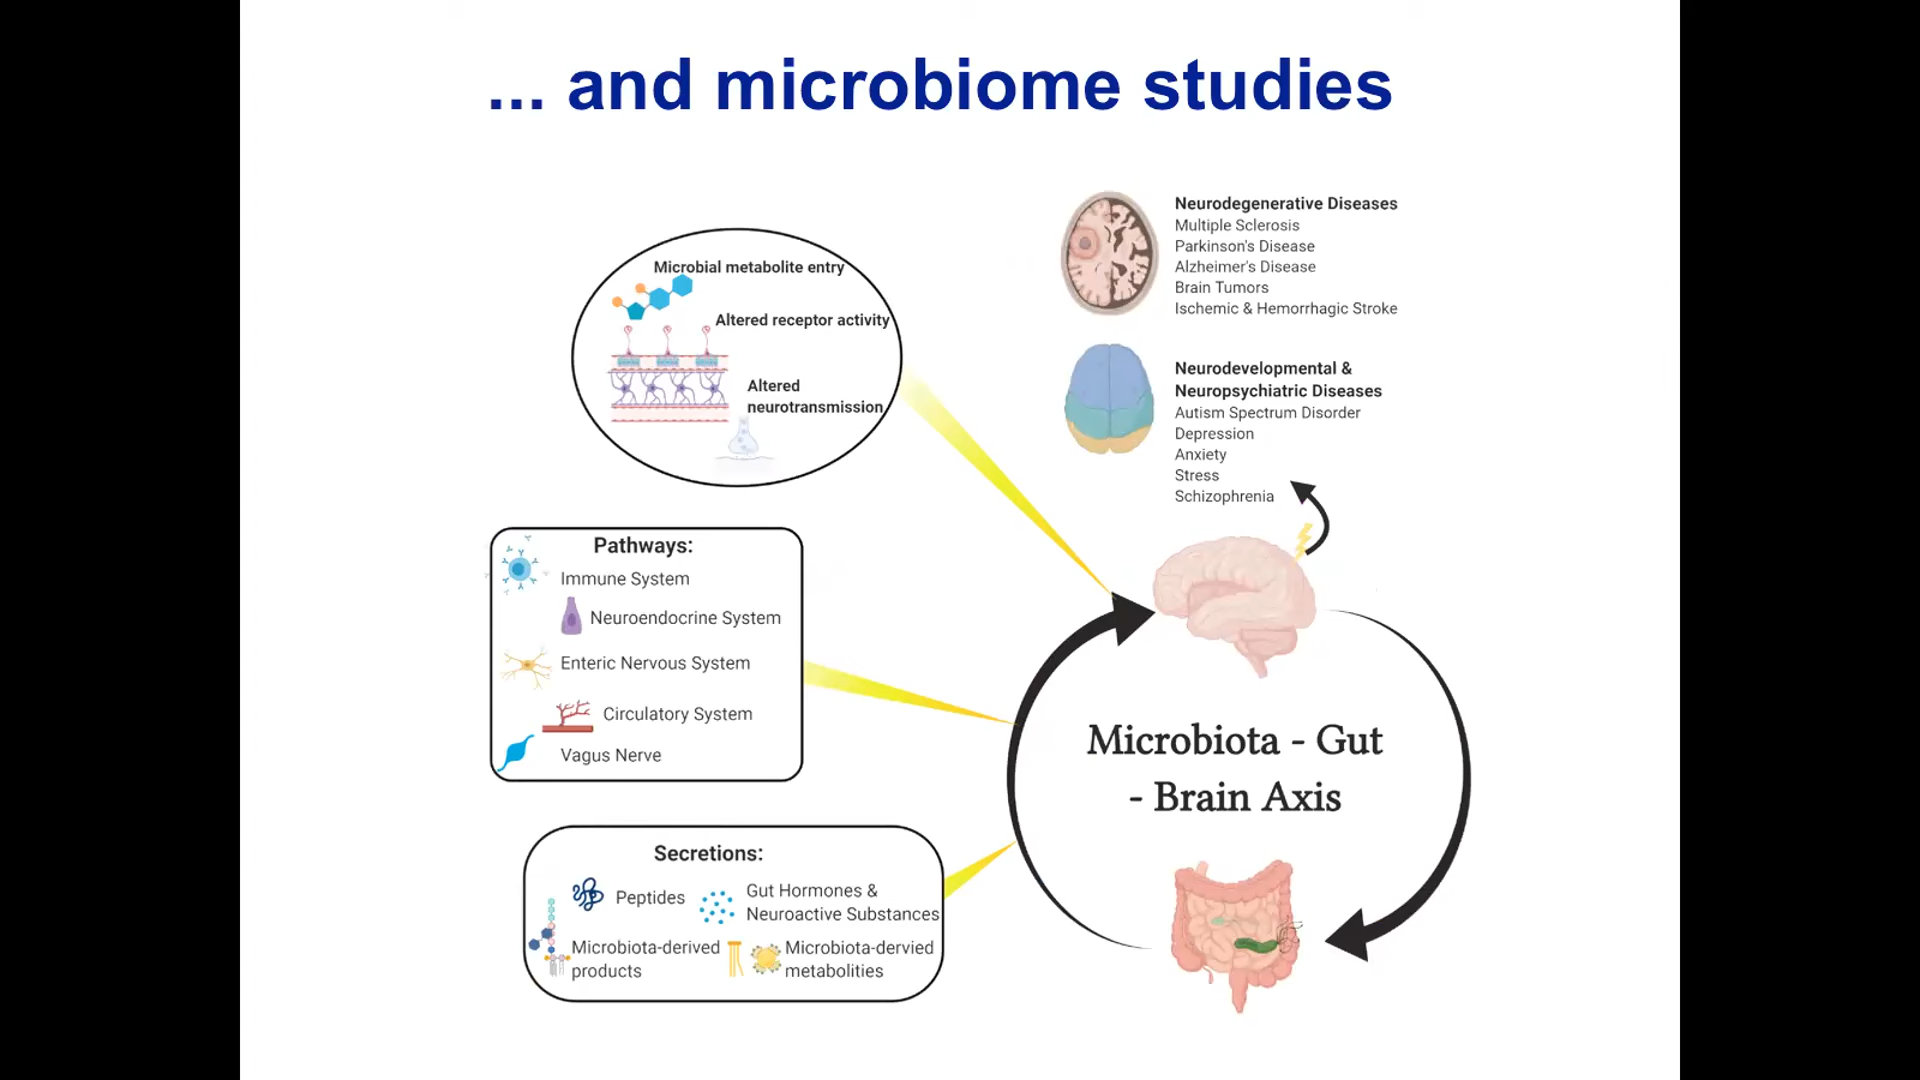 ... and microbiome studies
Microbial metabolite entry
Altered receptor activity
Altered
neurotransmission
Neurodegenerative Diseases
Multiple Sclerosis
Parkinson's Disease
Alzheimer's Disease
Brain Tumors
Ischemic & Hemorrhagic Stroke
Neurodevelopmental &
Neuropsychiatric Diseases
Autism Spectrum Disorder
Depression
Anxiety
Stress
Schizophrenia
Pathways:
Immune System
Neuroendocrine System
Enteric Nervous System
Circulatory System
Vagus Nerve
Microbiota - Gut
- Brain Axis
Secretions:
Peptides
Gut Hormones &
Neuroactive Substances
Microbiota-derived
products
Microbiota-dervied
metabolities